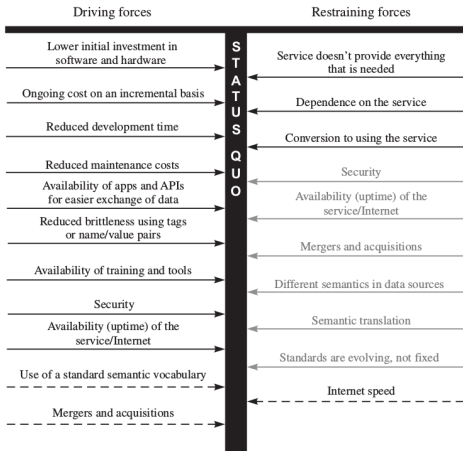 Driving forces
Restraining forces
STATUS QUO
Lower initial investment in
software and hardware
Ongoing cost on an incremental basis
Reduced development time
Reduced maintenance costs
Availability of apps and APIs
for easier exchange of data
Reduced brittleness using tags
or name/value pairs
Availability of training and tools
Security
Availability (uptime) of the
service/Internet
Use of a standard semantic vocabulary
Mergers and acquisitions
Service doesn’t provide everything
that is needed
Dependence on the service
Conversion to using the service
Security
Availability (uptime) of the
service/Internet
Mergers and acquisitions
Different semantics in data sources
Semantic translation
Standards are evolving, not fixed
Internet speed